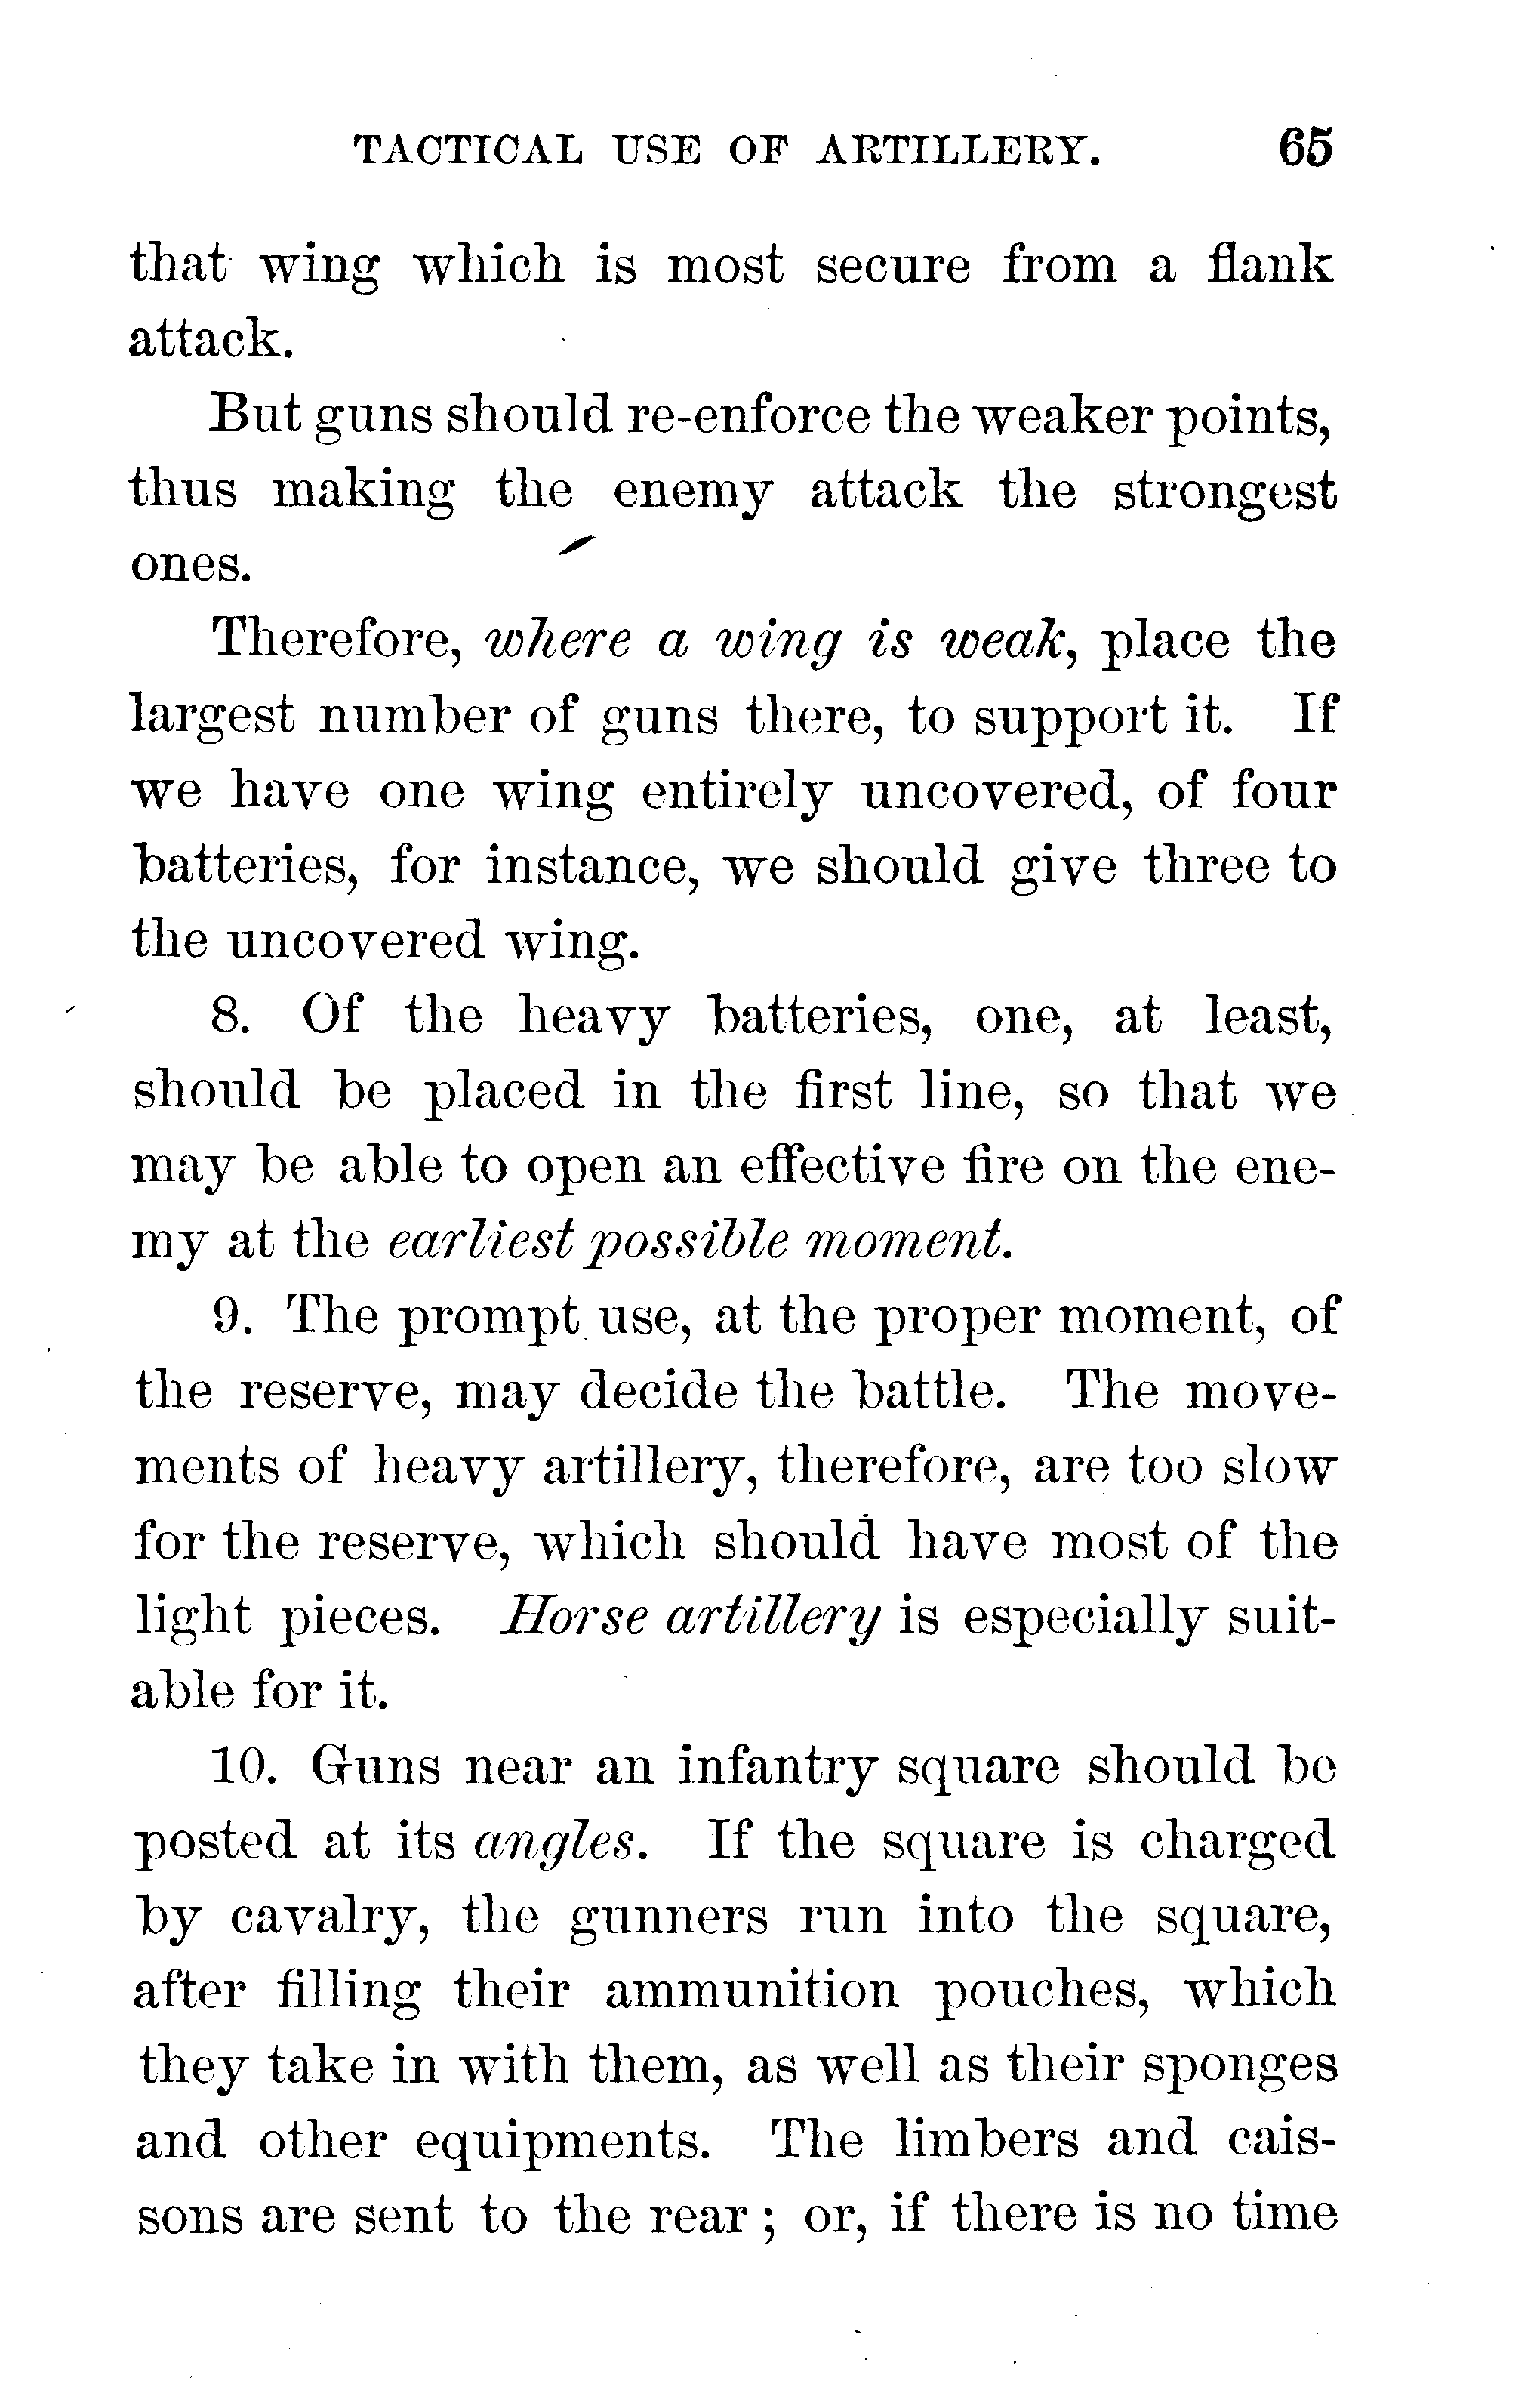 TACTICAL USE OF ARTILLERY. 65
that wing which is most secure from a flank
attack.
But guns should re-enforce the weaker points,
thus making the enemy attack the strongest
ones.
Therefore, where a wing is weak, place the
largest number of guns there, to support it. If
we have one wing entirely uncovered, of four
batteries, for instance, we should give three to
the uncovered wing.
8. Of the heavy batteries, one, at least,
should be placed in the first line, so that we
may be able to open an effective fire on the ene-
my at the earliest possible moment.
9. The prompt use, at the proper moment, of
the reserve, may decide the battle. The move-
ments of heavy artillery, therefore, are too slow
for the reserve, which should have most of the
light pieces. Horse artillery is especially suit-
able for it.
10. Guns near an infantry square should be
posted at its angles. If the square is charged
by cavalry, the gunners run into the square,
after filling their ammunition pouches, which
they take in with them, as well as their sponges
and other equipments. The limbers and cais-
sons are sent to the rear ; or, if there is no time